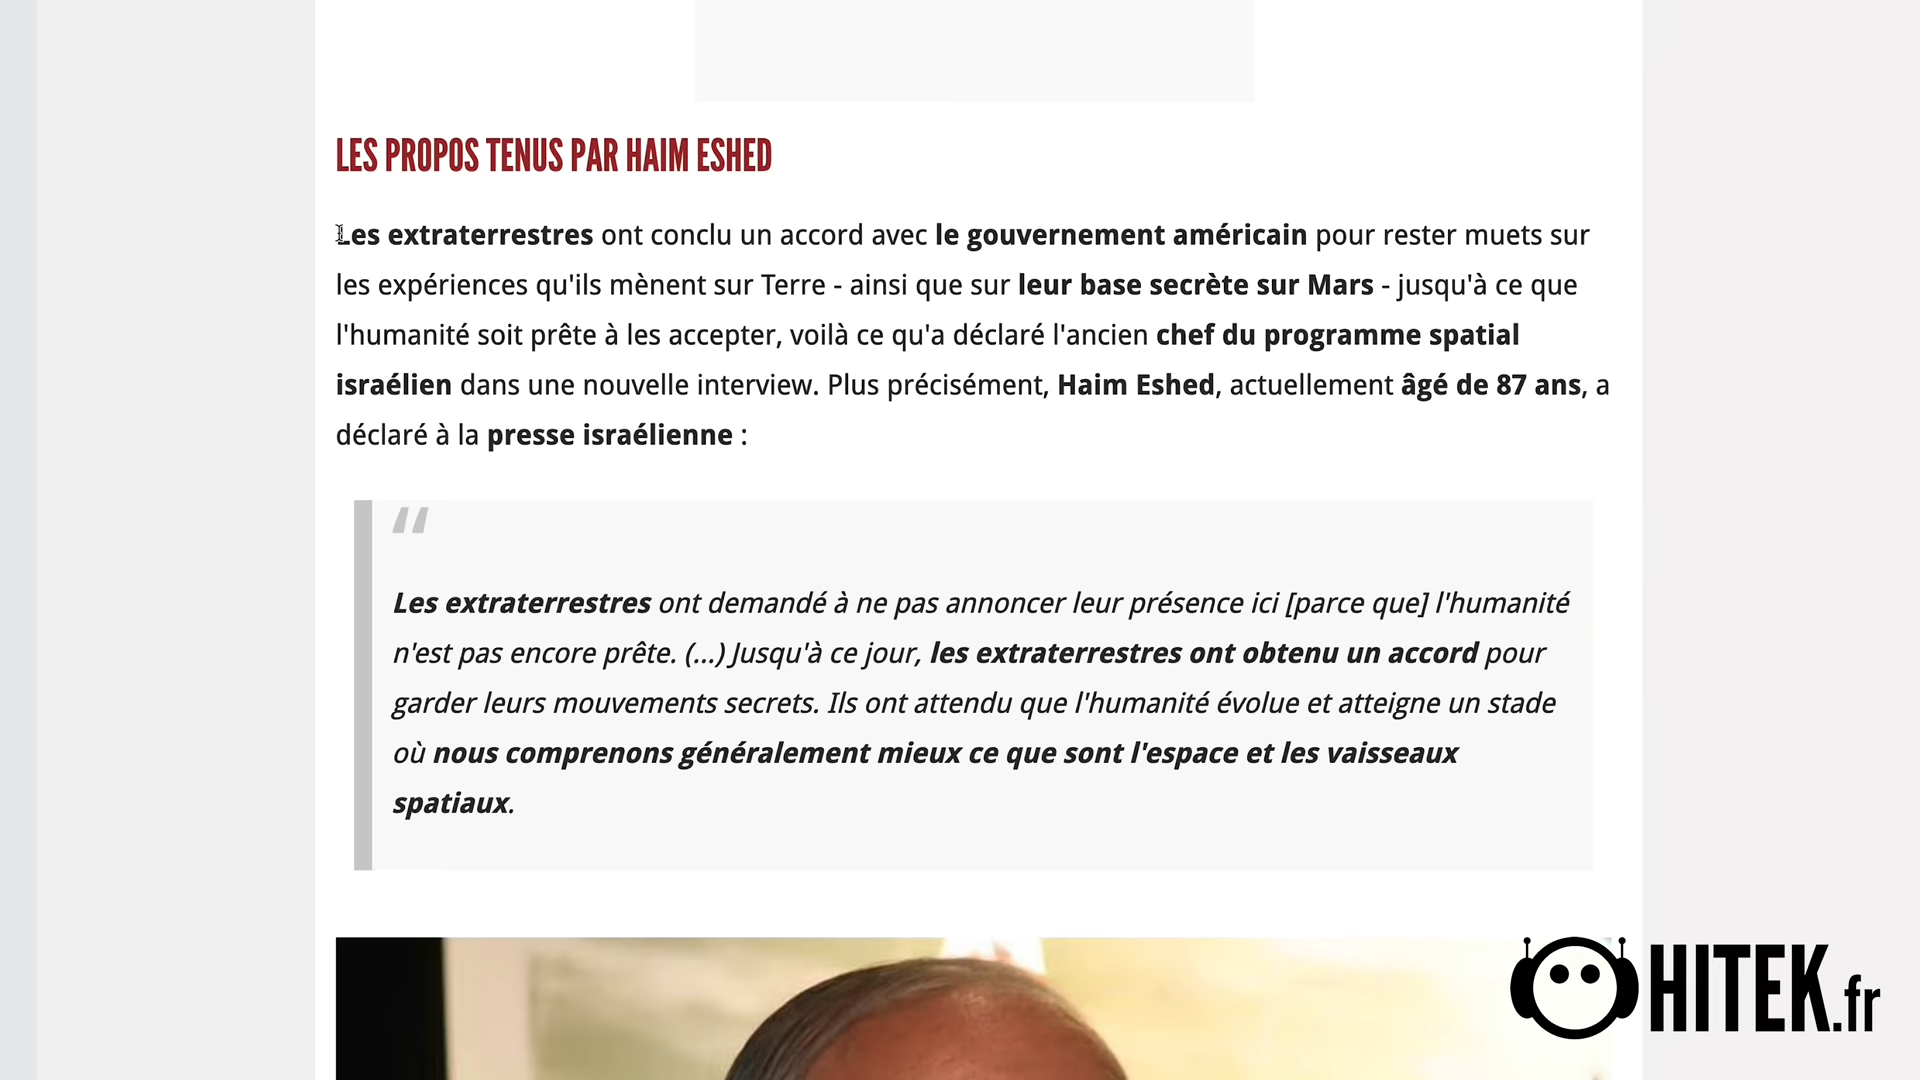 LES PROPOS TENUS PAR HAIM ESHED
Les extraterrestres ont conclu un accord avec le gouvernement américain pour rester muets sur
les expériences qu'ils mènent sur Terre - ainsi que sur leur base secrète sur Mars - jusqu'à ce que
l'humanité soit prête à les accepter, voilà ce qu'a déclaré l'ancien chef du programme spatial
israélien dans une nouvelle interview. Plus précisément, Haim Eshed, actuellement âgé de 87 ans, a
déclaré à la presse israélienne :
“
Les extraterrestres ont demandé à ne pas annoncer leur présence ici [parce que] l'humanité
n'est pas encore prête. (...) Jusqu'à ce jour, les extraterrestres ont obtenu un accord pour
garder leurs mouvements secrets. Ils ont attendu que l'humanité évolue et atteigne un stade
où nous comprenons généralement mieux ce que sont l'espace et les vaisseaux
spatiaux.
HITEK.fr